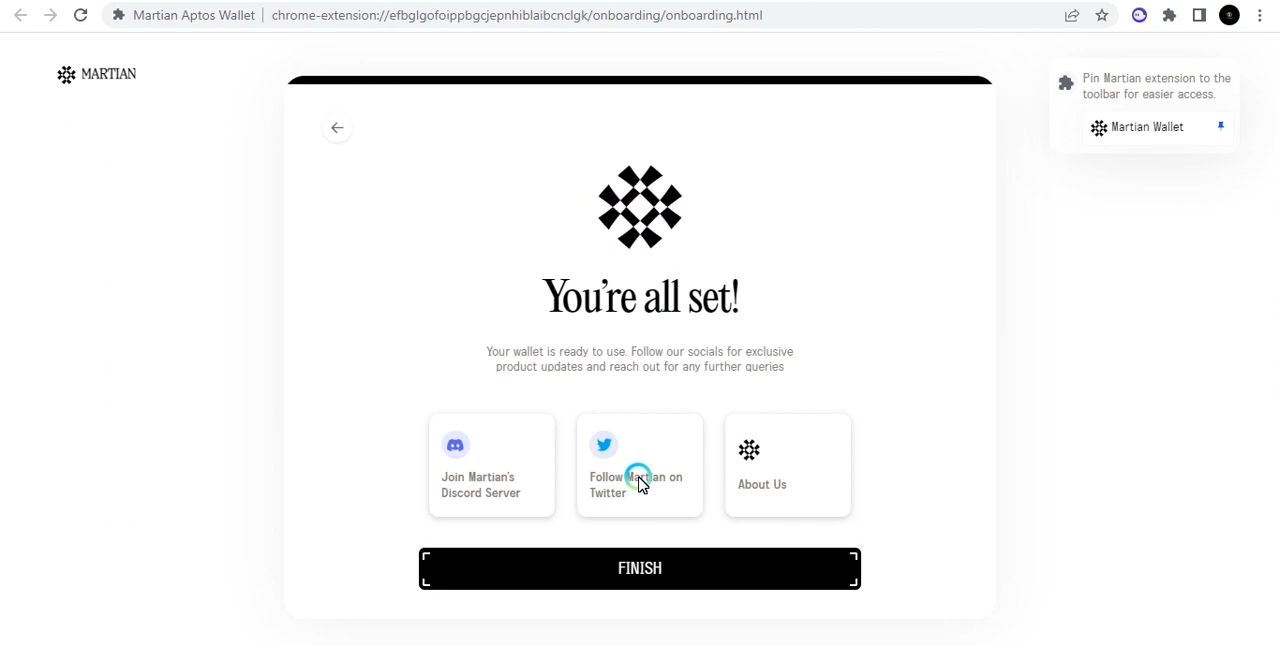 Martian Aptos Wallet | chrome-extension://efbglgofoippbgcjepnhiblaibcnclgk/onboarding/onboarding.html
MARTIAN
Pin Martian extension to the
toolbar for easier access.
Martian Wallet
You're all set!
Your wallet is ready to use. Follow our socials for exclusive
product updates and reach out for any further queries
Join Martian's
Discord Server
Follow Martian on
Twitter
About Us
FINISH